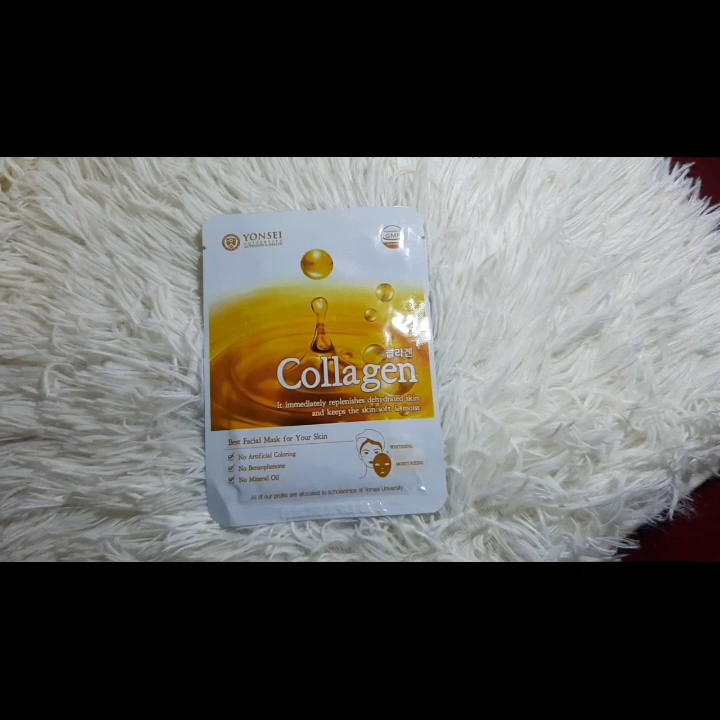 YONSEI
UNIVERSITY
GMP
콜라겐
Collagen
It immediately replenishes dehydrated skin
and keeps the skin soft & moist
Best Facial Mask for Your Skin
No Artificial Coloring
No Benzophenone
No Mineral Oil
WHITENING
MOISTURIZING
All of our profits are allocated to scholarships of Yonsei University